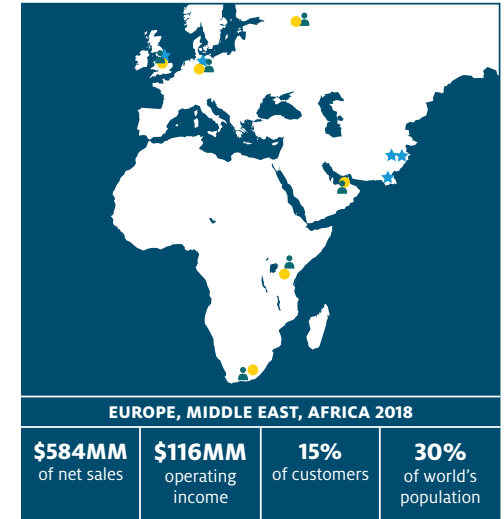 EUROPE, MIDDLE EAST, AFRICA 2018
$584MM
of net sales
$116MM
operating
income
15%
of customers
30%
of world's
population